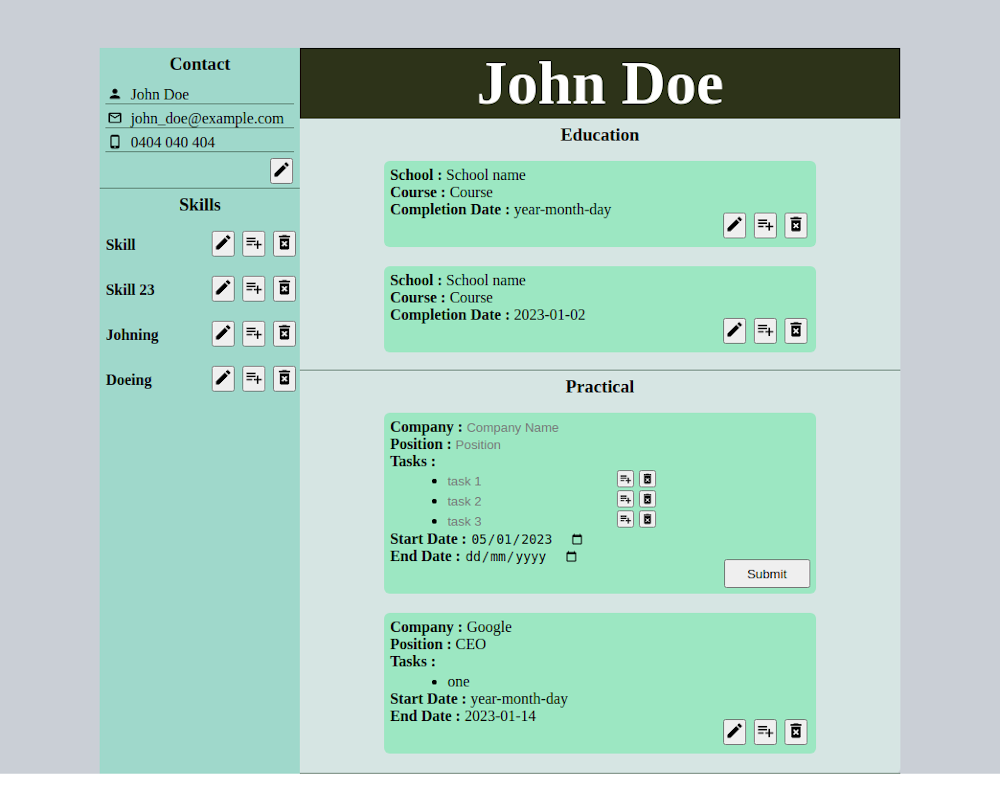 Contact
John Doe
john_doe@example.com
0404 040 404
Skills
Skill
Skill 23
Johning
Doeing
John Doe
Education
School : School name
Course : Course
Completion Date : year-month-day
School : School name
Course : Course
Completion Date : 2023-01-02
Practical
Company : Company Name
Position : Position
Tasks :
task 1
task 2
task 3
Start Date : 05/01/2023
End Date : dd/mm/yyyy
Submit
Company : Google
Position : CEO
Tasks :
one
Start Date : year-month-day
End Date : 2023-01-14